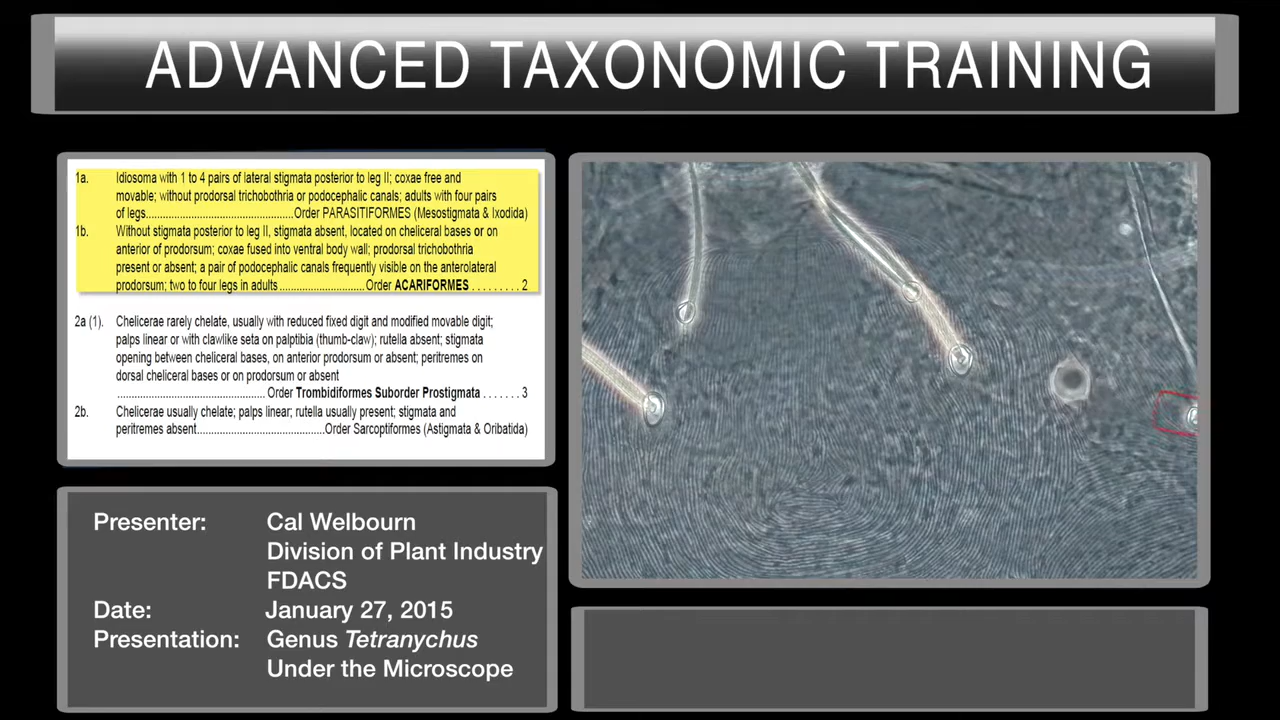 ADVANCED TAXONOMIC TRAINING
1a. Idiosoma with 1 to 4 pairs of lateral stigmata posterior to leg II; coxae free and
movable; without prodorsal trichobothria or podocephalic canals; adults with four pairs
of legs..................................................Order PARASITIFORMES (Mesostigmata & Ixodida)
1b. Without stigmata posterior to leg II, stigmata absent, located on cheliceral bases or on
anterior of prodorsum; coxae fused into ventral body wall; prodorsal trichobothria
present or absent; a pair of podocephalic canals frequently visible on the anterolateral
prodorsum; two to four legs in adults .............................Order ACARIFORMES . . . . . . . . 2
2a (1). Chelicerae rarely chelate, usually with reduced fixed digit and modified movable digit;
palps linear or with clawlike seta on palptibia (thumb-claw); rutella absent; stigmata
opening between cheliceral bases, on anterior prodorsum or absent; peritremes on
dorsal cheliceral bases or on prodorsum or absent
.................................................. Order Trombidiformes Suborder Prostigmata . . . . . . . 3
2b. Chelicerae usually chelate; palps linear; rutella usually present; stigmata and
peritremes absent...........................................Order Sarcoptiformes (Astigmata & Oribatida)
Presenter: Cal Welbourn
Division of Plant Industry
FDACS
Date: January 27, 2015
Presentation: Genus Tetranychus
Under the Microscope